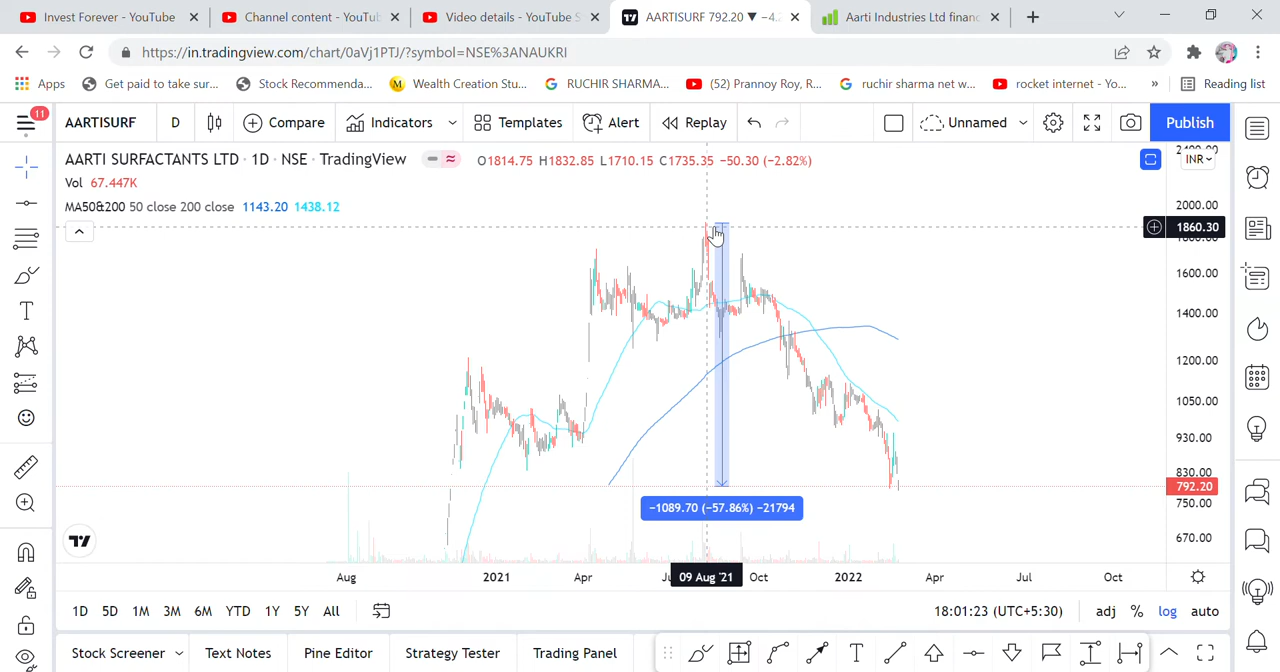 Invest Forever - YouTube
Channel content - YouTub
Video details - YouTube S
AARTISURF 792.20 ▼ −4.
Aarti Industries Ltd financ
https://in.tradingview.com/chart/0aVj1PTJ/?symbol=NSE%3ANAUKRI
Apps
Get paid to take sur...
Stock Recommenda...
Wealth Creation Stu...
RUCHIR SHARMA...
(52) Prannoy Roy, R...
ruchir sharma net w...
rocket internet - Yo...
»
Reading list
11
AARTISURF
D
Compare
Indicators
Templates
Alert
Replay
Unnamed
Publish
AARTI SURFACTANTS LTD · 1D · NSE · TradingView
O1814.75 H1832.85 L1710.15 C1735.35 −50.30 (−2.82%)
INR
Vol 67.447K
MA50&200 50 close 200 close 1143.20 1438.12
2000.00
1860.30
1600.00
1400.00
1200.00
1050.00
930.00
830.00
792.20
750.00
670.00
−1089.70 (−57.86%) −21794
Aug
2021
Apr
09 Aug '21
Oct
2022
Apr
Jul
Oct
1D 5D 1M 3M 6M YTD 1Y 5Y All
18:01:23 (UTC+5:30)
adj % log auto
Stock Screener
Text Notes
Pine Editor
Strategy Tester
Trading Panel